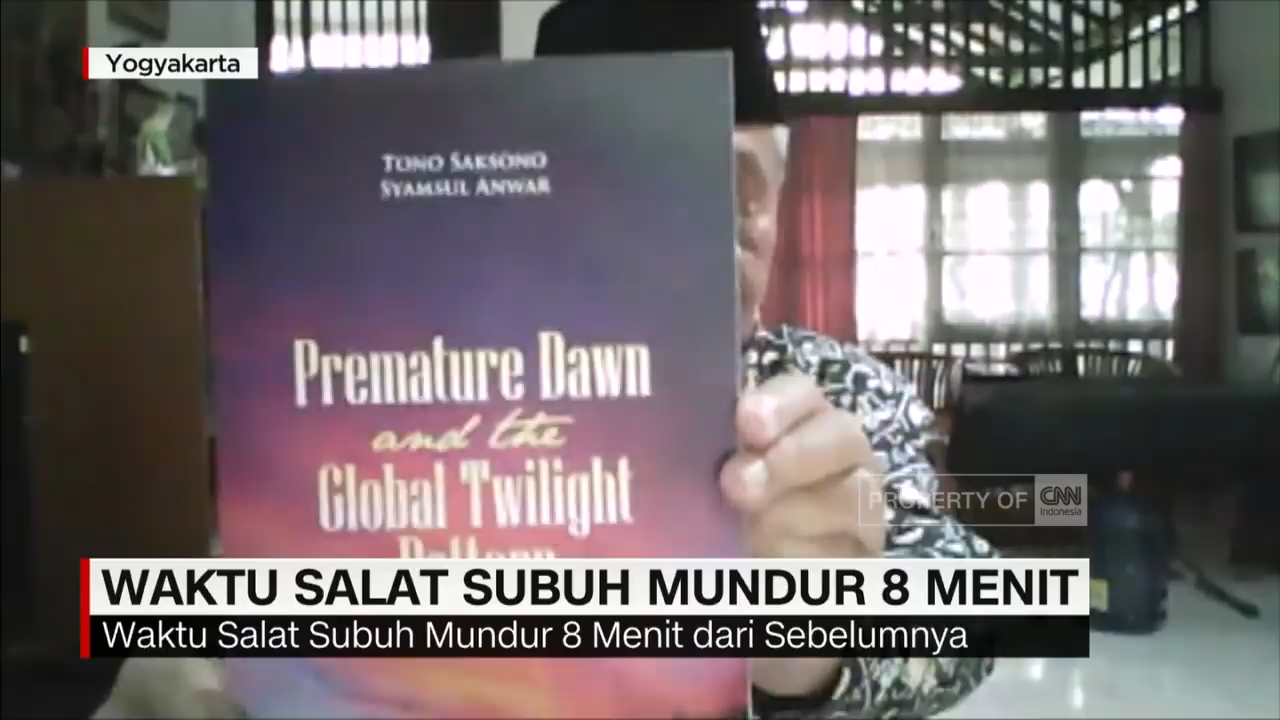 Yogyakarta
TONO SAKSONO
SYAMSUL ANWAR
Premature Dawn
and the
Global Twilight
PROPERTY OF CNN
Indonesia
WAKTU SALAT SUBUH MUNDUR 8 MENIT
Waktu Salat Subuh Mundur 8 Menit dari Sebelumnya